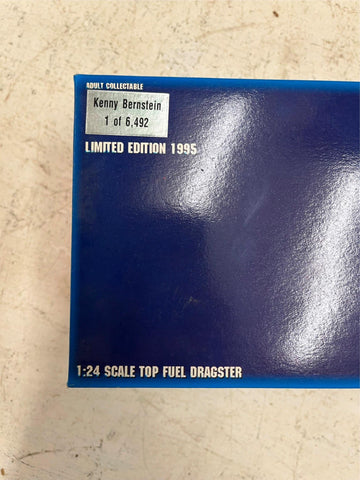 ADULT COLLECTABLE
Kenny Bernstein
1 of 6,492
LIMITED EDITION 1995
1:24 SCALE TOP FUEL DRAGSTER